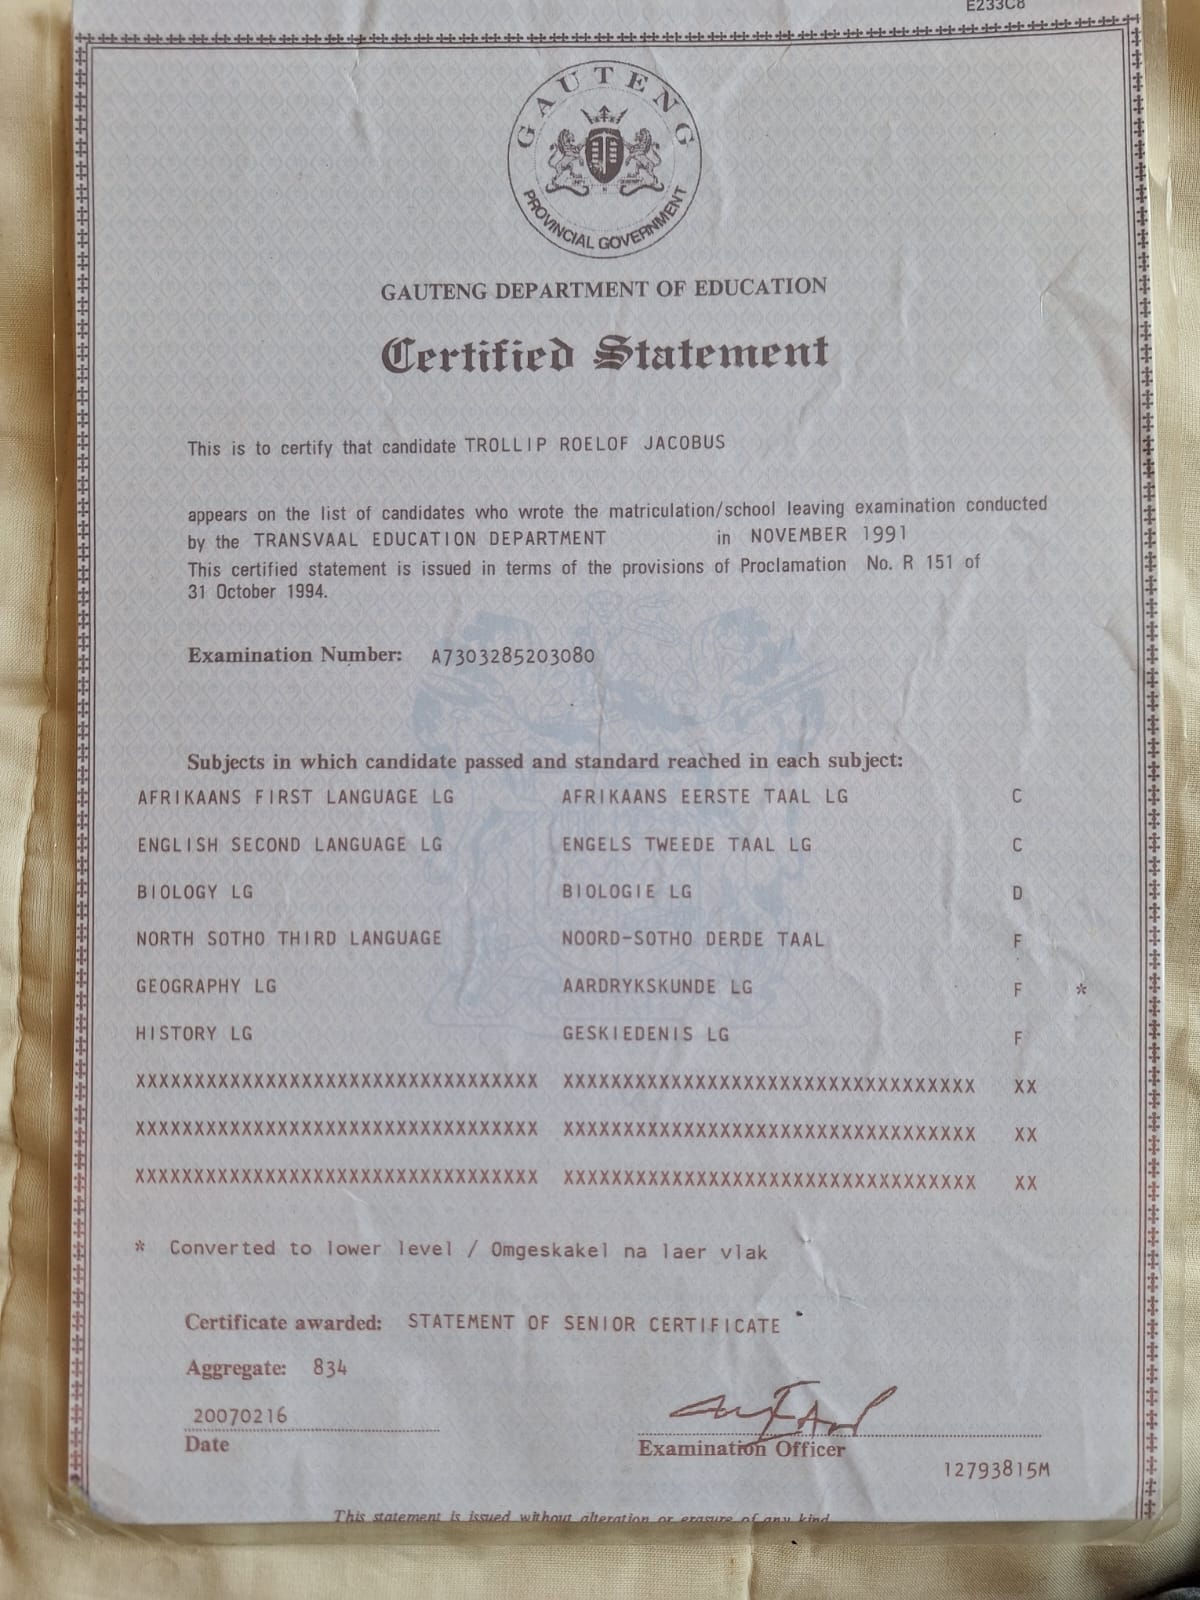 E233C8
GAUTENG
PROVINCIAL GOVERNMENT
GAUTENG DEPARTMENT OF EDUCATION
Certified Statement
This is to certify that candidate TROLLIP ROELOF JACOBUS
appears on the list of candidates who wrote the matriculation/school leaving examination conducted
by the TRANSVAAL EDUCATION DEPARTMENT in NOVEMBER 1991
This certified statement is issued in terms of the provisions of Proclamation No. R 151 of
31 October 1994.
Examination Number: A7303285203080
Subjects in which candidate passed and standard reached in each subject:
AFRIKAANS FIRST LANGUAGE LG AFRIKAANS EERSTE TAAL LG C
ENGLISH SECOND LANGUAGE LG ENGELS TWEEDE TAAL LG C
BIOLOGY LG BIOLOGIE LG D
NORTH SOTHO THIRD LANGUAGE NOORD-SOTHO DERDE TAAL F
GEOGRAPHY LG AARDRYKSKUNDE LG F *
HISTORY LG GESKIEDENIS LG F
XXXXXXXXXXXXXXXXXXXXXXXXXXXXXXXXXX XXXXXXXXXXXXXXXXXXXXXXXXXXXXXXXXXXX XX
XXXXXXXXXXXXXXXXXXXXXXXXXXXXXXXXXX XXXXXXXXXXXXXXXXXXXXXXXXXXXXXXXXXXX XX
XXXXXXXXXXXXXXXXXXXXXXXXXXXXXXXXXX XXXXXXXXXXXXXXXXXXXXXXXXXXXXXXXXXXX XX
* Converted to lower level / Omgeskakel na laer vlak
Certificate awarded: STATEMENT OF SENIOR CERTIFICATE
Aggregate: 834
20070216
Date
Examination Officer
12793815M
This statement is issued without alteration or erasure of any kind